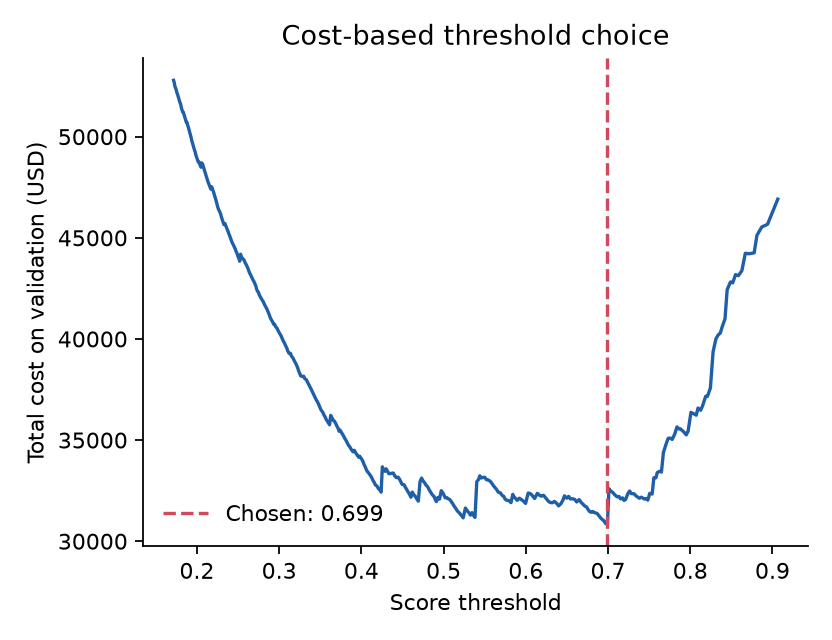 Cost-based threshold choice
Total cost on validation (USD)
50000
45000
40000
35000
30000
Chosen: 0.699
0.2 0.3 0.4 0.5 0.6 0.7 0.8 0.9
Score threshold